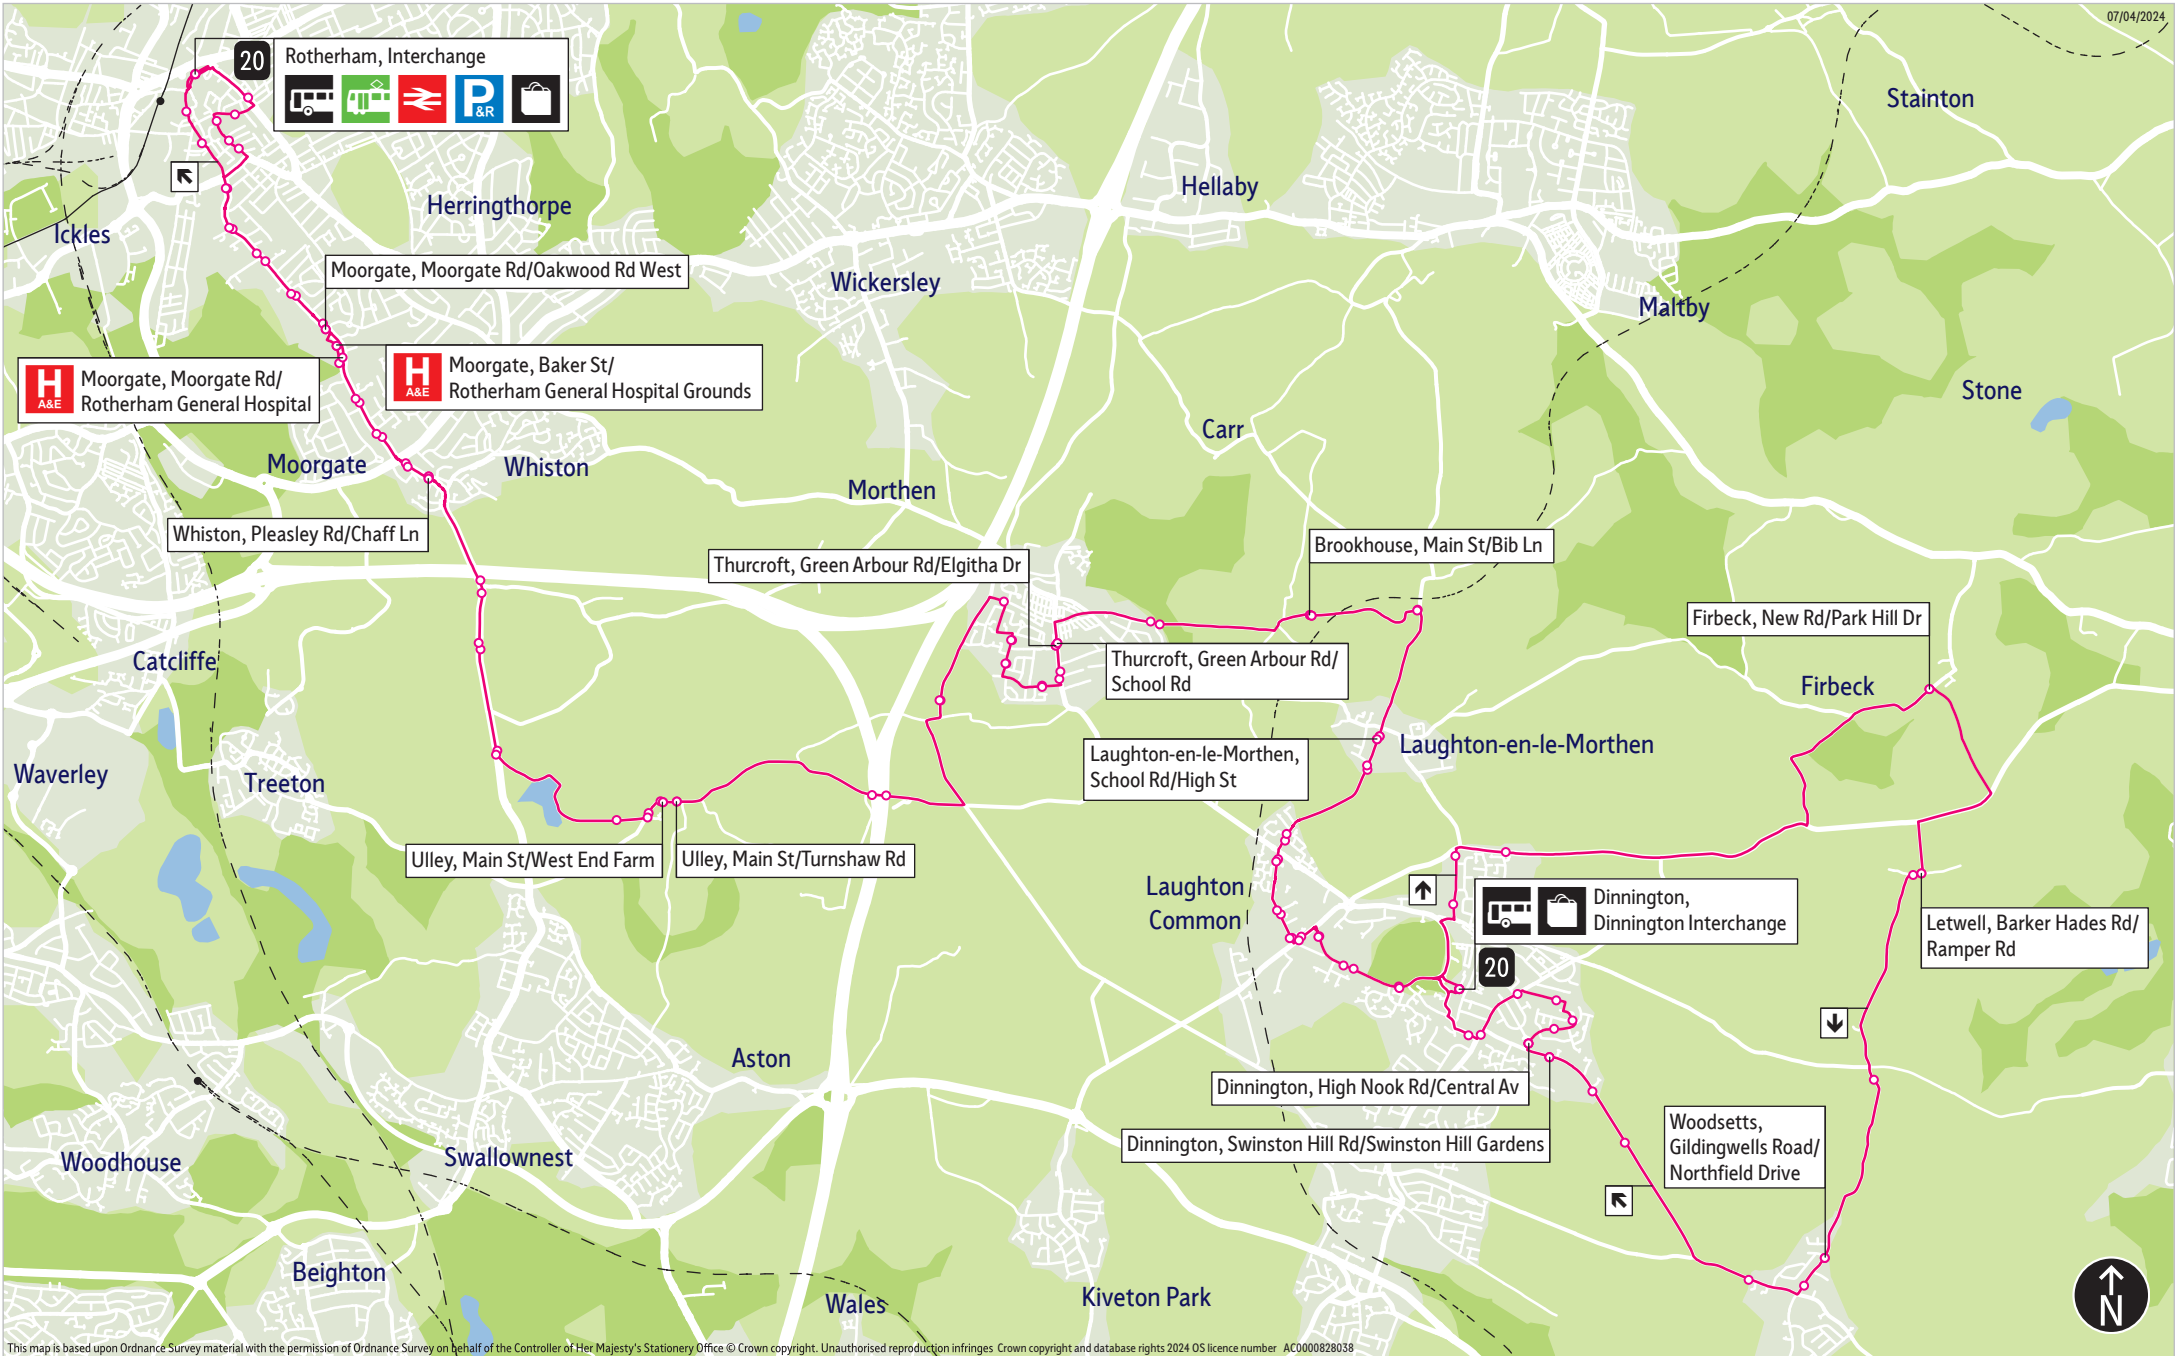 07/04/2024
20
Rotherham, Interchange
P
&R
Stainton
Hellaby
Herringthorpe
Ickles
Moorgate, Moorgate Rd/Oakwood Rd West
Wickersley
Maltby
H
A&E
Moorgate, Moorgate Rd/
Rotherham General Hospital
H
A&E
Moorgate, Baker St/
Rotherham General Hospital Grounds
Stone
Carr
Moorgate
Whiston
Morthen
Whiston, Pleasley Rd/Chaff Ln
Brookhouse, Main St/Bib Ln
Thurcroft, Green Arbour Rd/Elgitha Dr
Firbeck, New Rd/Park Hill Dr
Catcliffe
Thurcroft, Green Arbour Rd/
School Rd
Firbeck
Laughton-en-le-Morthen,
School Rd/High St
Laughton-en-le-Morthen
Waverley
Treeton
Ulley, Main St/West End Farm
Ulley, Main St/Turnshaw Rd
Laughton
Common
Dinnington,
Dinnington Interchange
20
Letwell, Barker Hades Rd/
Ramper Rd
Aston
Dinnington, High Nook Rd/Central Av
Dinnington, Swinston Hill Rd/Swinston Hill Gardens
Woodsetts,
Gildingwells Road/
Northfield Drive
Woodhouse
Swallownest
Beighton
Wales
Kiveton Park
N
This map is based upon Ordnance Survey material with the permission of Ordnance Survey on behalf of the Controller of Her Majesty's Stationery Office © Crown copyright. Unauthorised reproduction infringes Crown copyright and database rights 2024 OS licence number AC0000828038